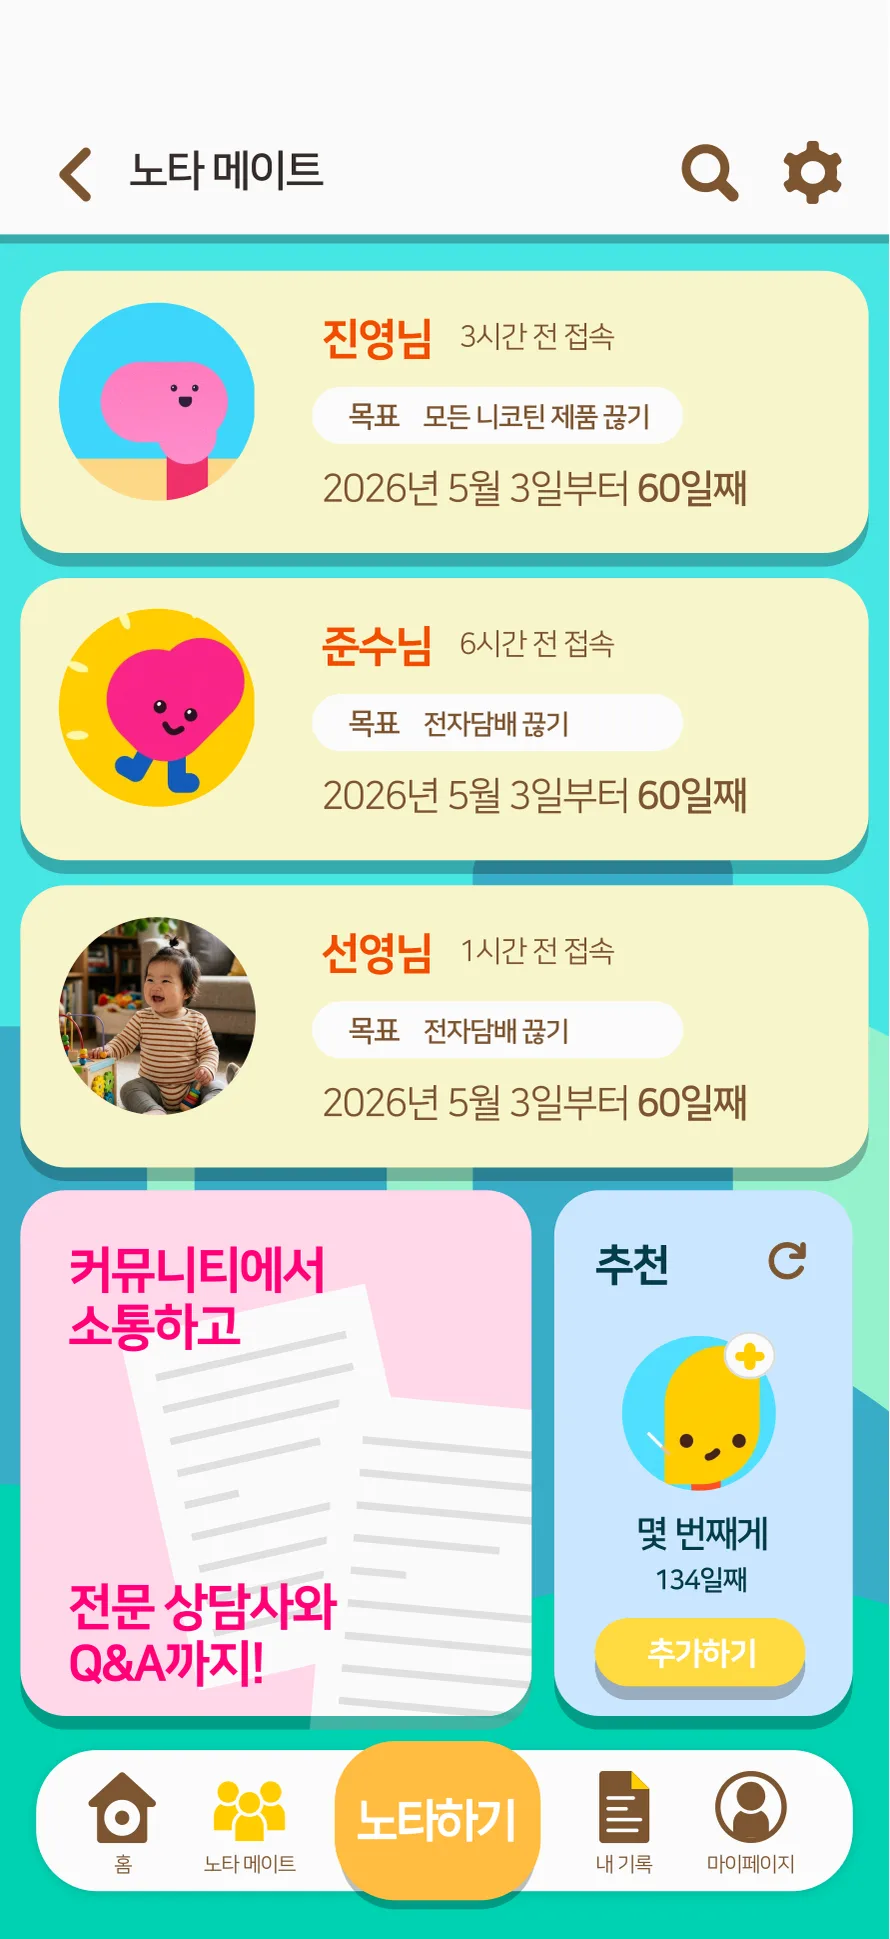 노타 메이트
진영님 3시간 전 접속
목표 모든 니코틴 제품 끊기
2026년 5월 3일부터 60일째
준수님 6시간 전 접속
목표 전자담배 끊기
2026년 5월 3일부터 60일째
선영님 1시간 전 접속
목표 전자담배 끊기
2026년 5월 3일부터 60일째
커뮤니티에서
소통하고
전문 상담사와
Q&A까지!
추천
몇 번째게
134일째
추가하기
홈
노타 메이트
노타하기
내 기록
마이페이지